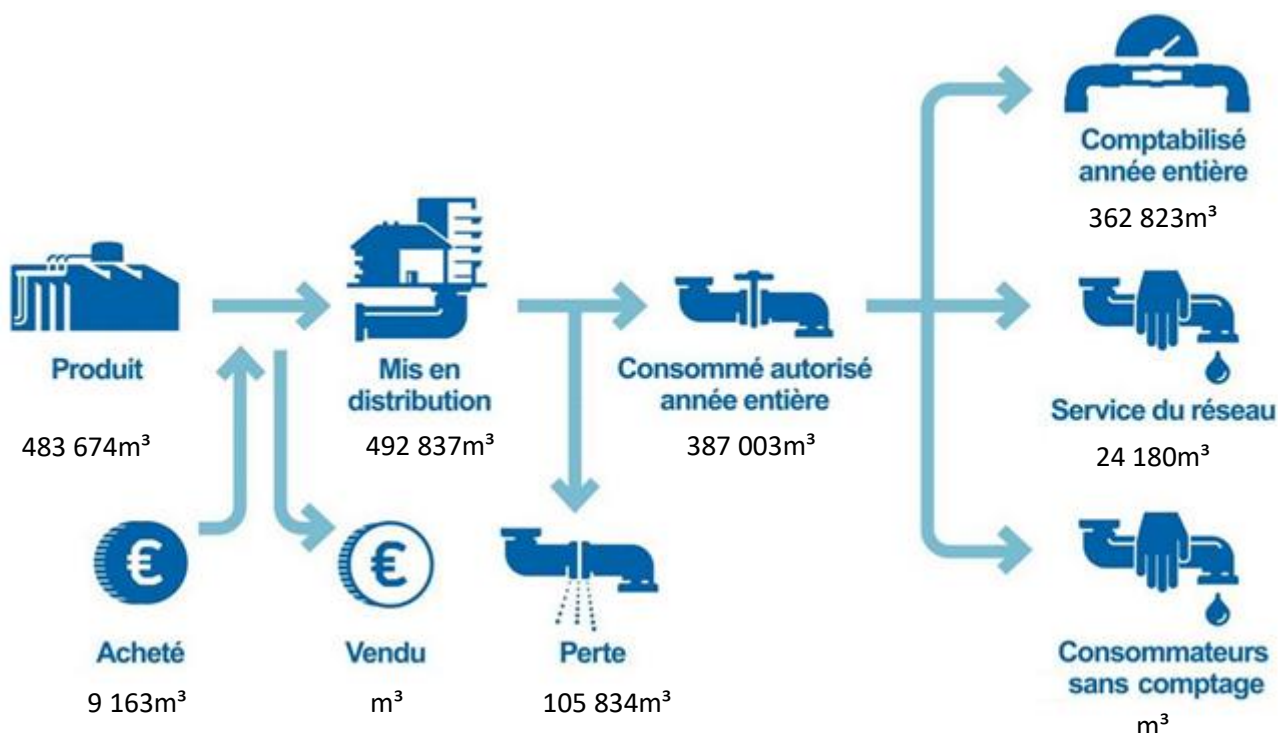 Comptabilisé
année entière
362 823m³
Produit
483 674m³
Mis en
distribution
492 837m³
Consommé autorisé
année entière
387 003m³
Service du réseau
24 180m³
€
Acheté
9 163m³
€
Vendu
m³
Perte
105 834m³
Consommateurs
sans comptage
m³